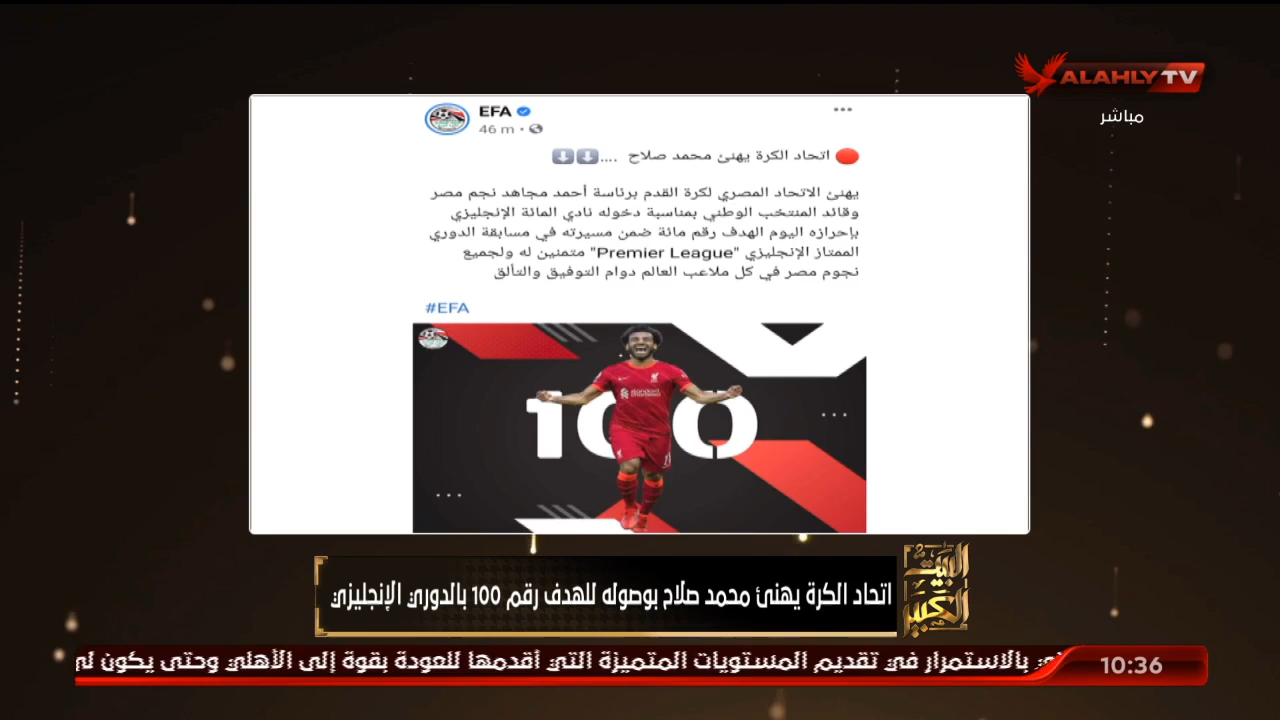 ALAHLY TV
مباشر
EFA
46 m
🔴 اتحاد الكرة يهنئ محمد صلاح ....⬇️⬇️
يهنئ الاتحاد المصري لكرة القدم برئاسة أحمد مجاهد نجم مصر
وقائد المنتخب الوطني بمناسبة دخوله نادي المائة الإنجليزي
بإحرازه اليوم الهدف رقم مائة ضمن مسيرته في مسابقة الدوري
الممتاز الإنجليزي "Premier League" متمنين له ولجميع
نجوم مصر في كل ملاعب العالم دوام التوفيق والتألق
#EFA
100
البيت الكبير
اتحاد الكرة يهنئ محمد صلاح بوصوله للهدف رقم 100 بالدوري الإنجليزي
بالاستمرار في تقديم المستويات المتميزة التي أقدمها للعودة بقوة إلى الأهلي وحتى يكون
10:36